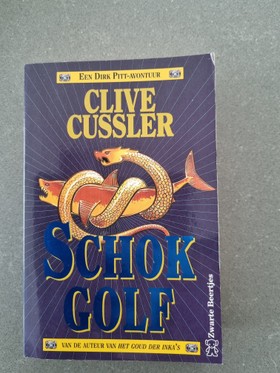 EEN DIRK PITT-AVONTUUR
CLIVE
CUSSLER
SCHOK
GOLF
Zwarte Beertjes
VAN DE AUTEUR VAN HET GOUD DER INKA'S